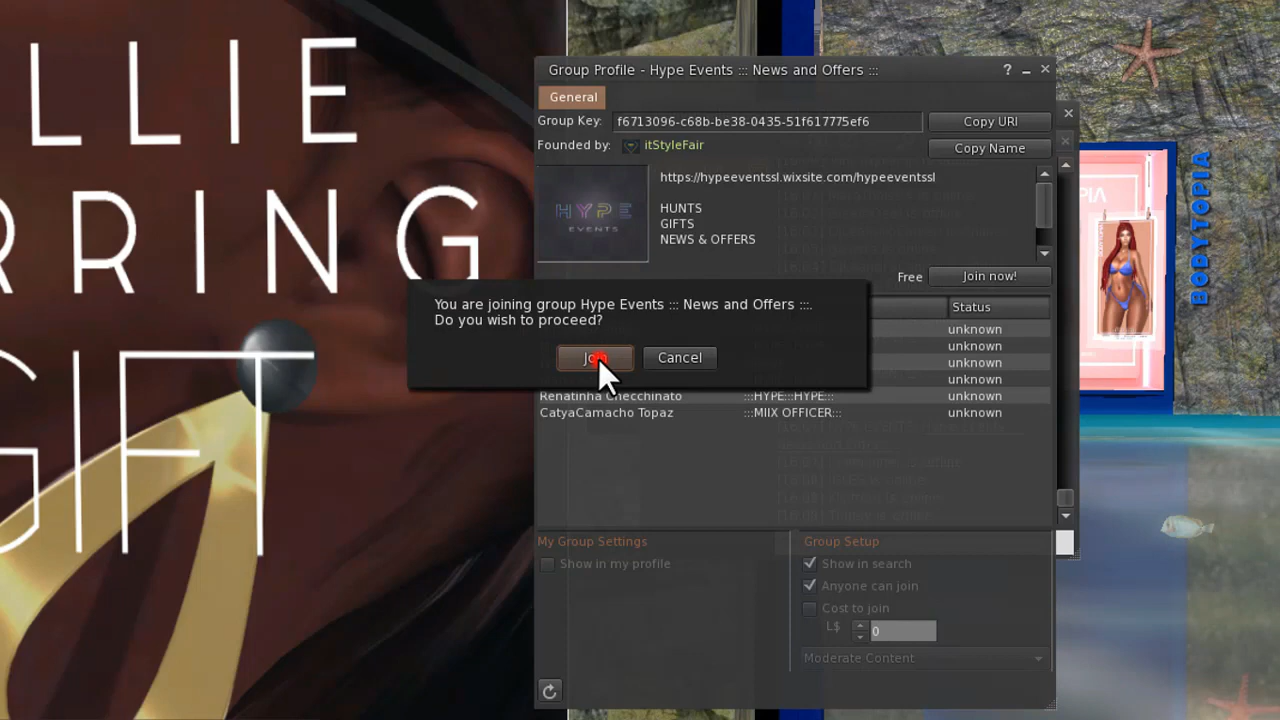 LLIE
RRING
GIFT
Group Profile - Hype Events ::: News and Offers :::
General
Group Key: f6713096-c68b-be38-0435-51f617775ef6 Copy URI
Founded by: itStyleFair Copy Name
https://hypeeventssl.wixsite.com/hypeeventssl
HUNTS
GIFTS
NEWS & OFFERS
HYPE
EVENTS
Free Join now!
You are joining group Hype Events ::: News and Offers ::::.
Do you wish to proceed?
Join Cancel
Status
unknown
unknown
unknown
unknown
Renatinha Checchinato :::HYPE:::HYPE::: unknown
CatyaCamacho Topaz :::MIIX OFFICER::: unknown
My Group Settings
Show in my profile
Group Setup
Show in search
Anyone can join
Cost to join
L$ 0
Moderate Content
PIA
BODYTOPIA